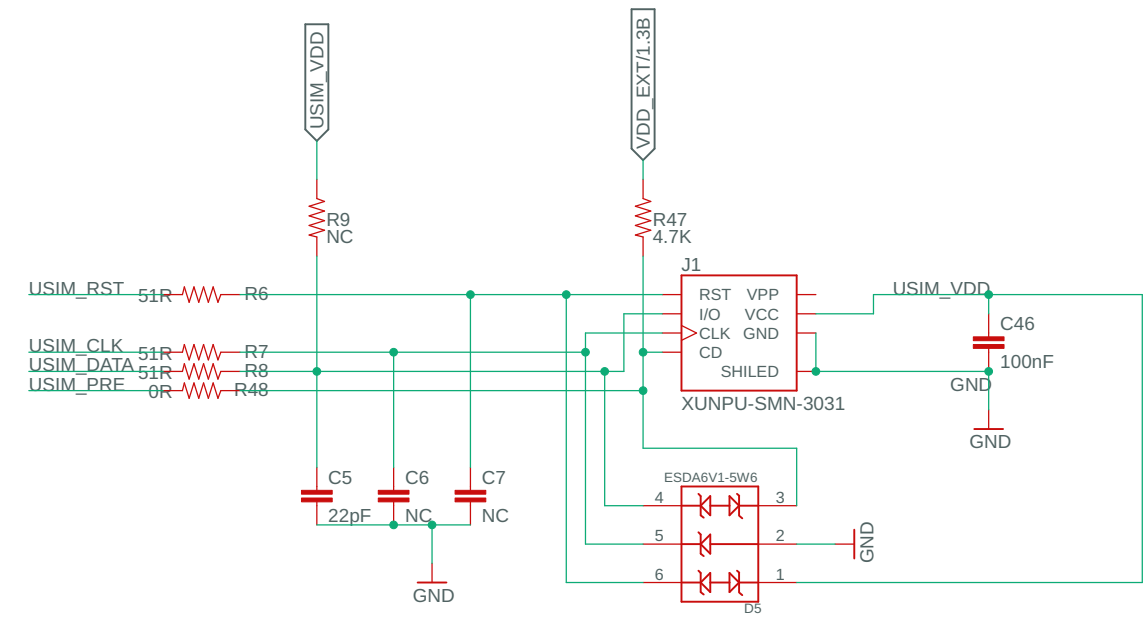 USIM_VDD
VDD_EXT/1.3B
R9
NC
R47
4.7K
J1
USIM_RST
51R
R6
RST
VPP
USIM_VDD
I/O
VCC
CLK
GND
C46
100nF
USIM_CLK
51R
R7
CD
USIM_DATA
51R
R8
SHILED
USIM_PRE
0R
R48
GND
XUNPU-SMN-3031
GND
C5
22pF
C6
NC
C7
NC
ESDA6V1-5W6
4
3
5
2
GND
6
1
D5
GND